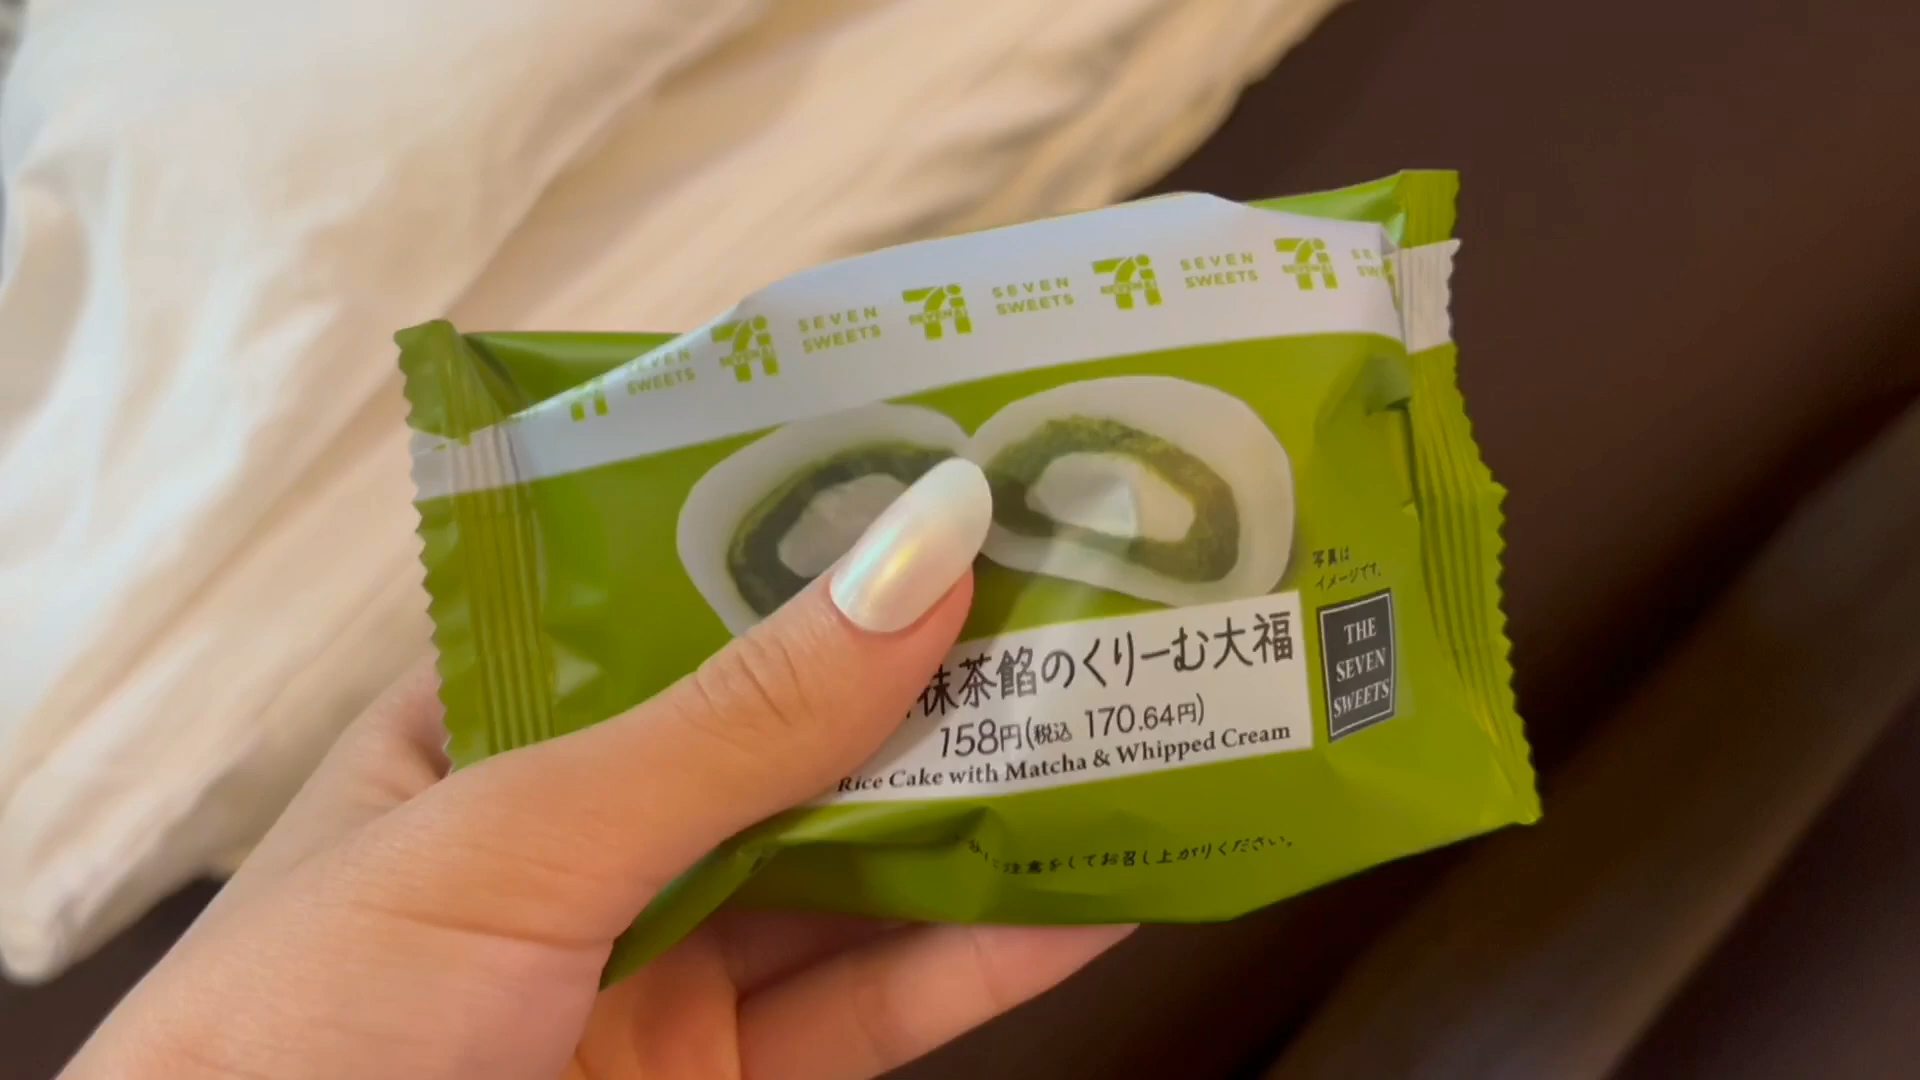 SEVEN SWEETS
SEVEN SWEETS
SEVEN SWEETS
SEVEN SWEETS
写真は
イメージです。
抹茶餡のくりーむ大福
158円(税込 170.64円)
Rice Cake with Matcha & Whipped Cream
THE
SEVEN
SWEETS
注意をしてお召し上がりください。